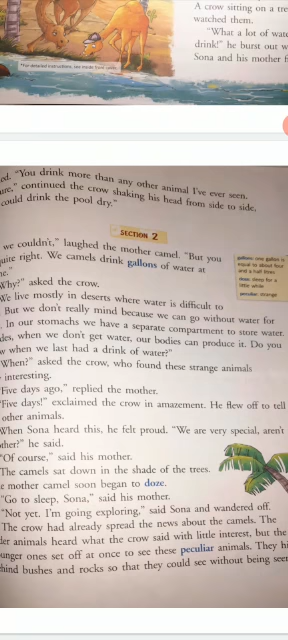 A crow sitting on a tre
watched them.
"What a lot of wate
drink!" he burst out w
Sona and his mother f
*For detailed instructions, see inside front cover
ed. "You drink more than any other animal I've ever seen.
ure," continued the crow shaking his head from side to side,
could drink the pool dry."
SECTION 2
we couldn't," laughed the mother camel. "But you
uite right. We camels drink gallons of water at
ne."
Why?" asked the crow.
We live mostly in deserts where water is difficult to
But we don't really mind because we can go without water for
. In our stomachs we have a separate compartment to store water.
des, when we don't get water, our bodies can produce it. Do you
w when we last had a drink of water?"
When?" asked the crow, who found these strange animals
interesting.
Five days ago," replied the mother.
"Five days!" exclaimed the crow in amazement. He flew off to tell
other animals.
When Sona heard this, he felt proud. "We are very special, aren't
ther?" he said.
"Of course," said his mother.
The camels sat down in the shade of the trees.
e mother camel soon began to doze.
"Go to sleep, Sona," said his mother.
"Not yet. I'm going exploring," said Sona and wandered off.
The crow had already spread the news about the camels. The
der animals heard what the crow said with little interest, but the
unger ones set off at once to see these peculiar animals. They hi
hind bushes and rocks so that they could see without being seen
gallons one gallon is
equal to about four
and a half litres
doze sleep for a
little while
peculiar strange